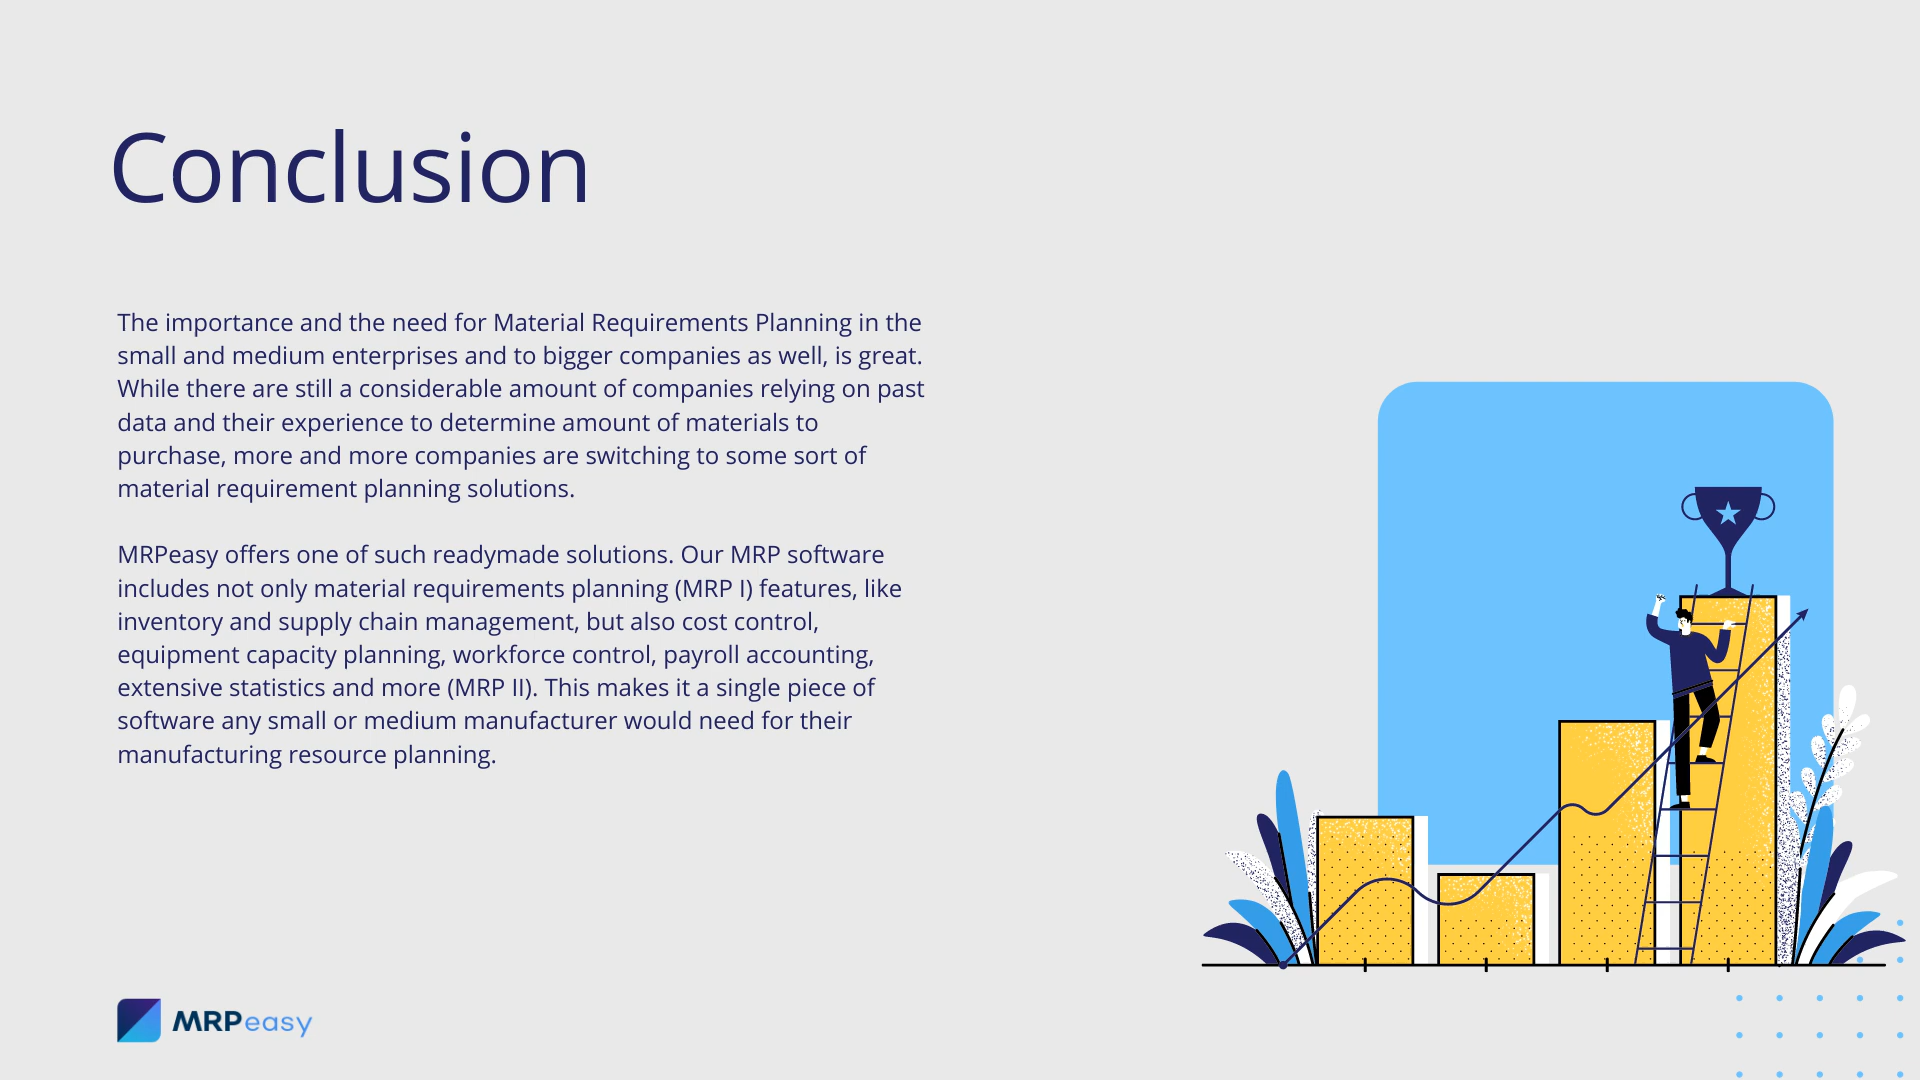 Conclusion
The importance and the need for Material Requirements Planning in the
small and medium enterprises and to bigger companies as well, is great.
While there are still a considerable amount of companies relying on past
data and their experience to determine amount of materials to
purchase, more and more companies are switching to some sort of
material requirement planning solutions.
MRPeasy offers one of such readymade solutions. Our MRP software
includes not only material requirements planning (MRP I) features, like
inventory and supply chain management, but also cost control,
equipment capacity planning, workforce control, payroll accounting,
extensive statistics and more (MRP II). This makes it a single piece of
software any small or medium manufacturer would need for their
manufacturing resource planning.
MRPeasy